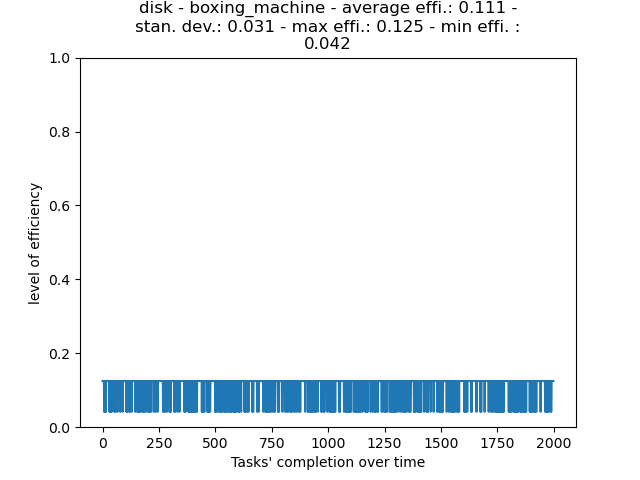 disk - boxing_machine - average effi.: 0.111 -
stan. dev.: 0.031 - max effi.: 0.125 - min effi. :
0.042
1.0
0.8
0.6
0.4
0.2
0.0
level of efficiency
0 250 500 750 1000 1250 1500 1750 2000
Tasks' completion over time